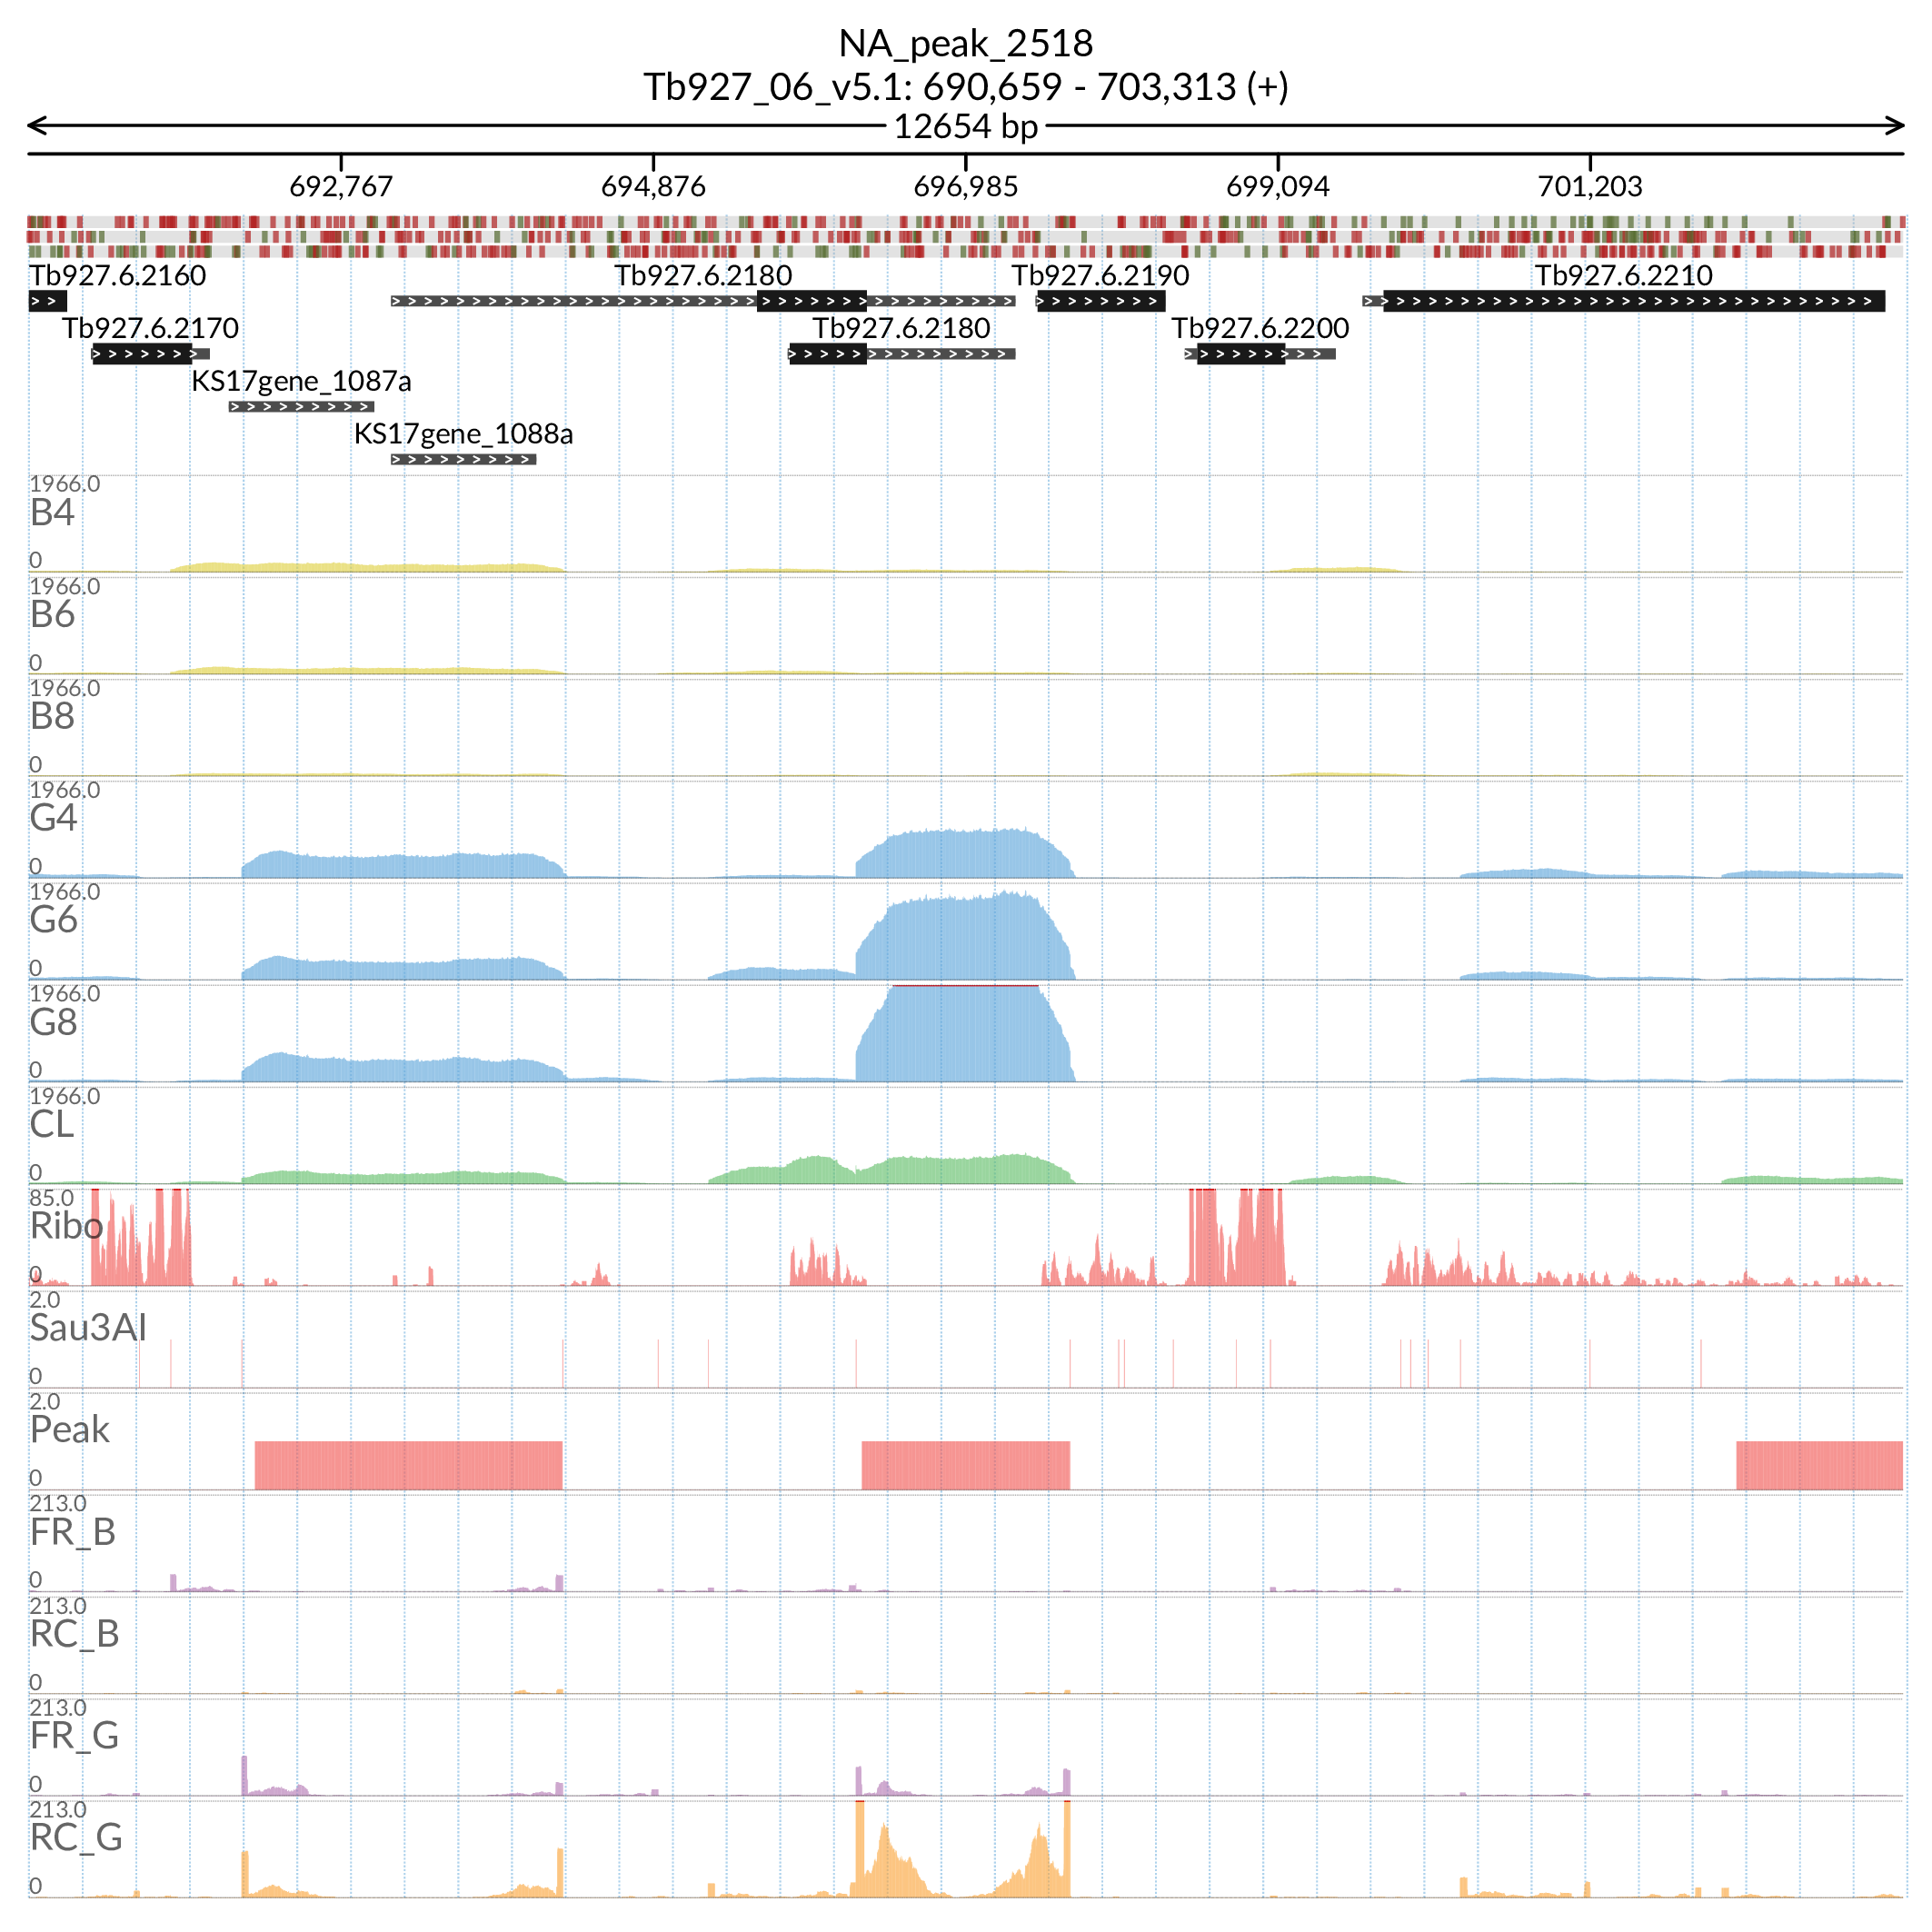 NA_peak_2518
Tb927_06_v5.1: 690,659 - 703,313 (+)
12654 bp
692,767 694,876 696,985 699,094 701,203
Tb927.6.2160 Tb927.6.2180 Tb927.6.2190 Tb927.6.2210
Tb927.6.2170 Tb927.6.2180 Tb927.6.2200
KS17gene_1087a
KS17gene_1088a
1966.0
B4
0
1966.0
B6
0
1966.0
B8
0
1966.0
G4
0
1966.0
G6
0
1966.0
G8
0
1966.0
CL
0
85.0
Ribo
0
2.0
Sau3AI
0
2.0
Peak
0
213.0
FR_B
0
213.0
RC_B
0
213.0
FR_G
0
213.0
RC_G
0